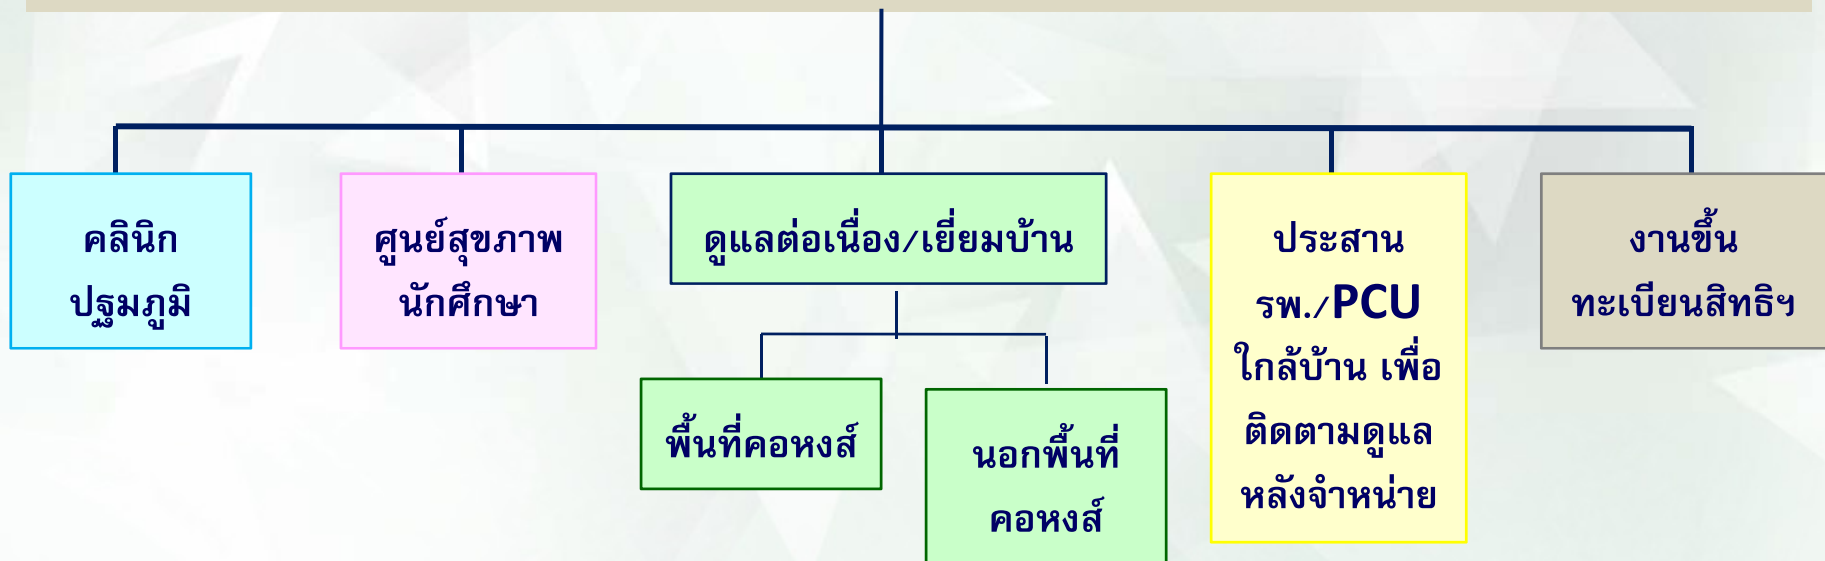 คลินิก
ปฐมภูมิ
ศูนย์สุขภาพ
นักศึกษา
ดูแลต่อเนื่อง/เยี่ยมบ้าน
ประสาน
รพ./PCU
ใกล้บ้าน เพื่อ
ติดตามดูแล
หลังจำหน่าย
งานขึ้น
ทะเบียนสิทธิฯ
พื้นที่คอหงส์
นอกพื้นที่
คอหงส์